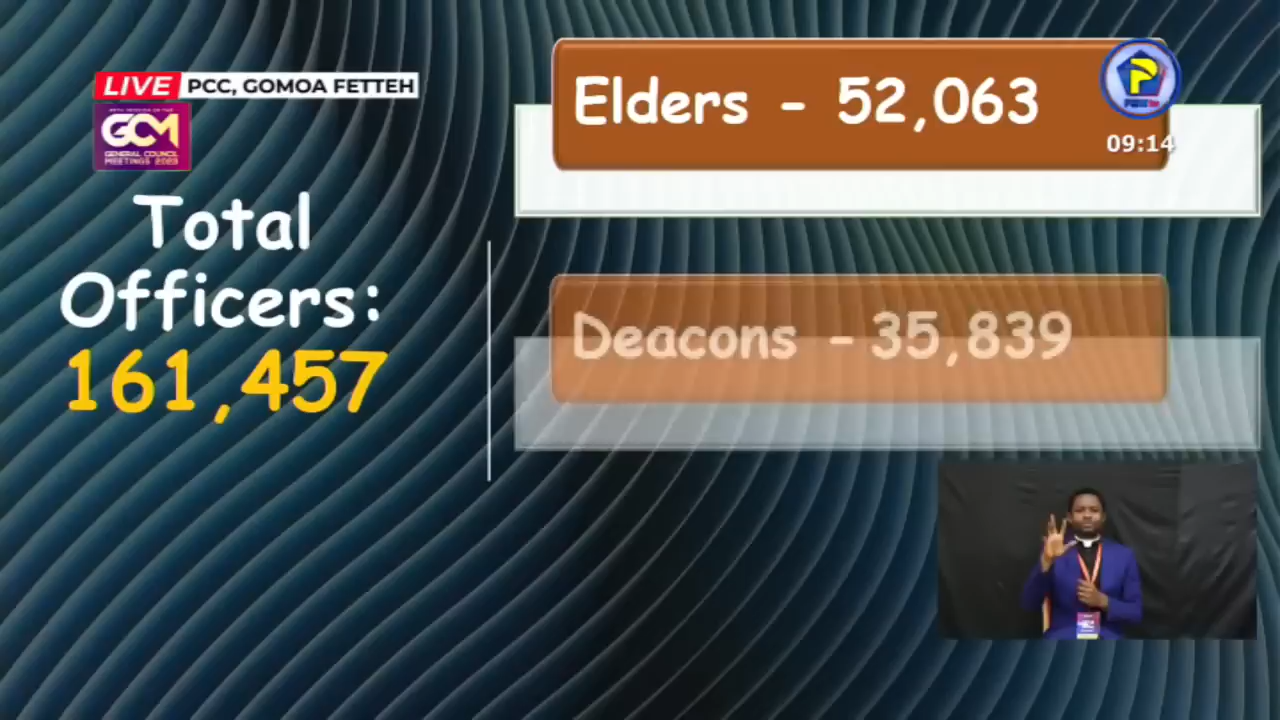 LIVE PCC, GOMOA FETTEH
GCM
GENERAL COUNCIL
MEETINGS 2023
Total
Officers:
161,457
Elders - 52,063
09:14
Deacons - 35,839